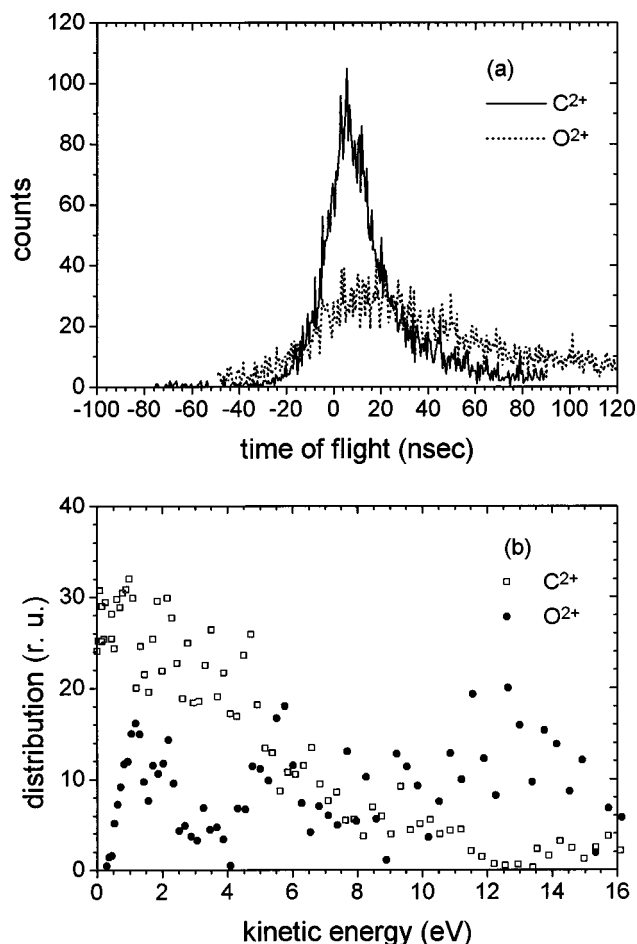 120
100
80
60
40
20
0
counts
(a)
C²⁺
O²⁺
-100 -80 -60 -40 -20 0 20 40 60 80 100 120
time of flight (nsec)
40
30
20
10
0
distribution (r. u.)
(b)
C²⁺
O²⁺
0 2 4 6 8 10 12 14 16
kinetic energy (eV)